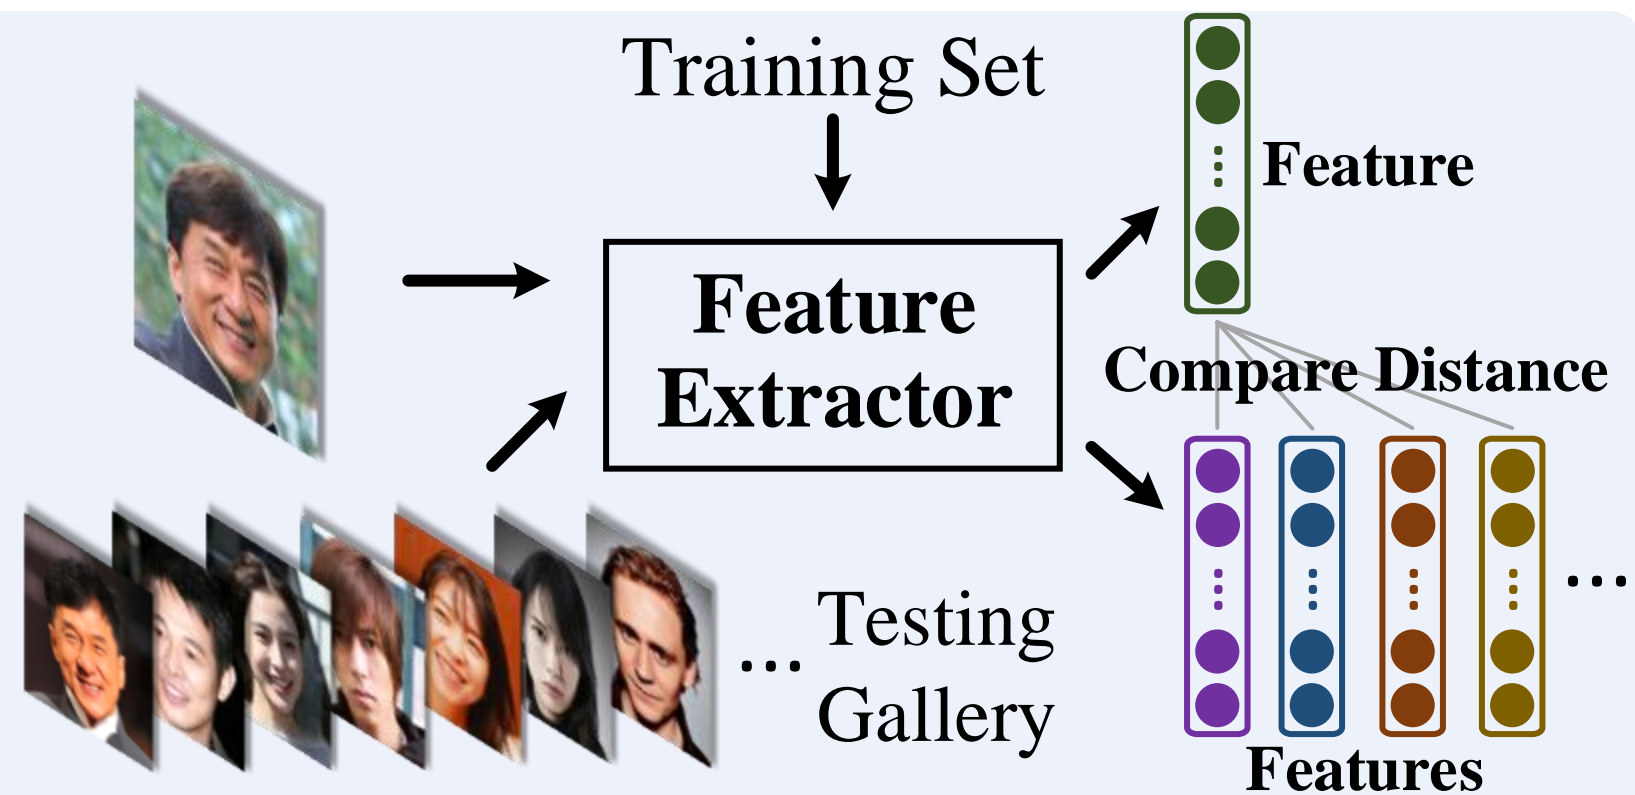 Training Set
Feature
Feature
Extractor
Compare Distance
...
Testing
Gallery
...
Features